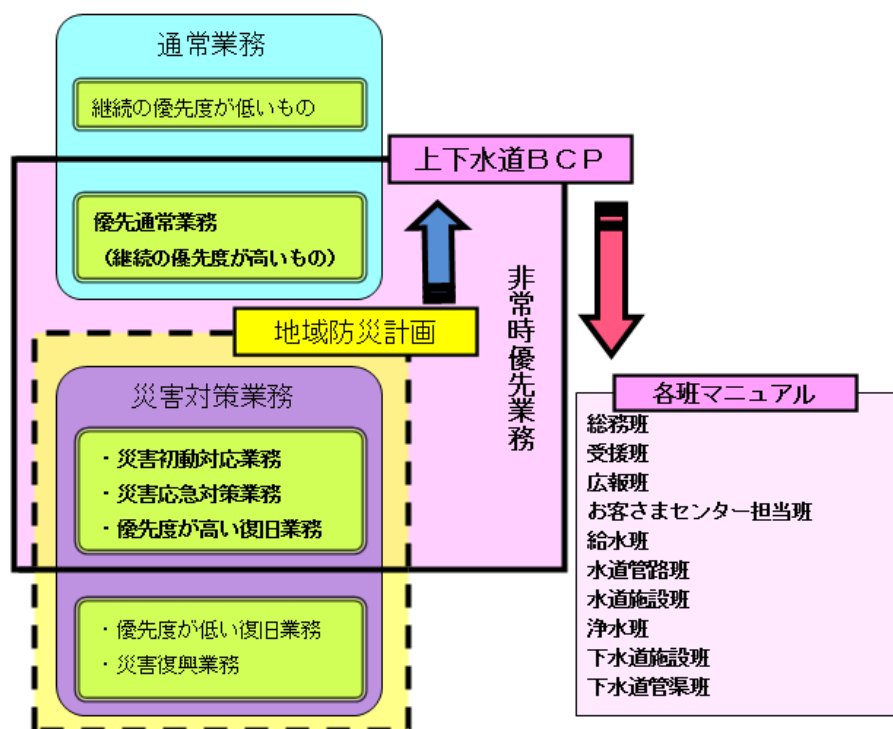 通常業務
継続の優先度が低いもの
上下水道ＢＣＰ
優先通常業務
（継続の優先度が高いもの）
非常時優先業務
地域防災計画
災害対策業務
・災害初動対応業務
・災害応急対策業務
・優先度が高い復旧業務
・優先度が低い復旧業務
・災害復興業務
各班マニュアル
総務班
受援班
広報班
お客さまセンター担当班
給水班
水道管路班
水道施設班
浄水班
下水道施設班
下水道管渠班